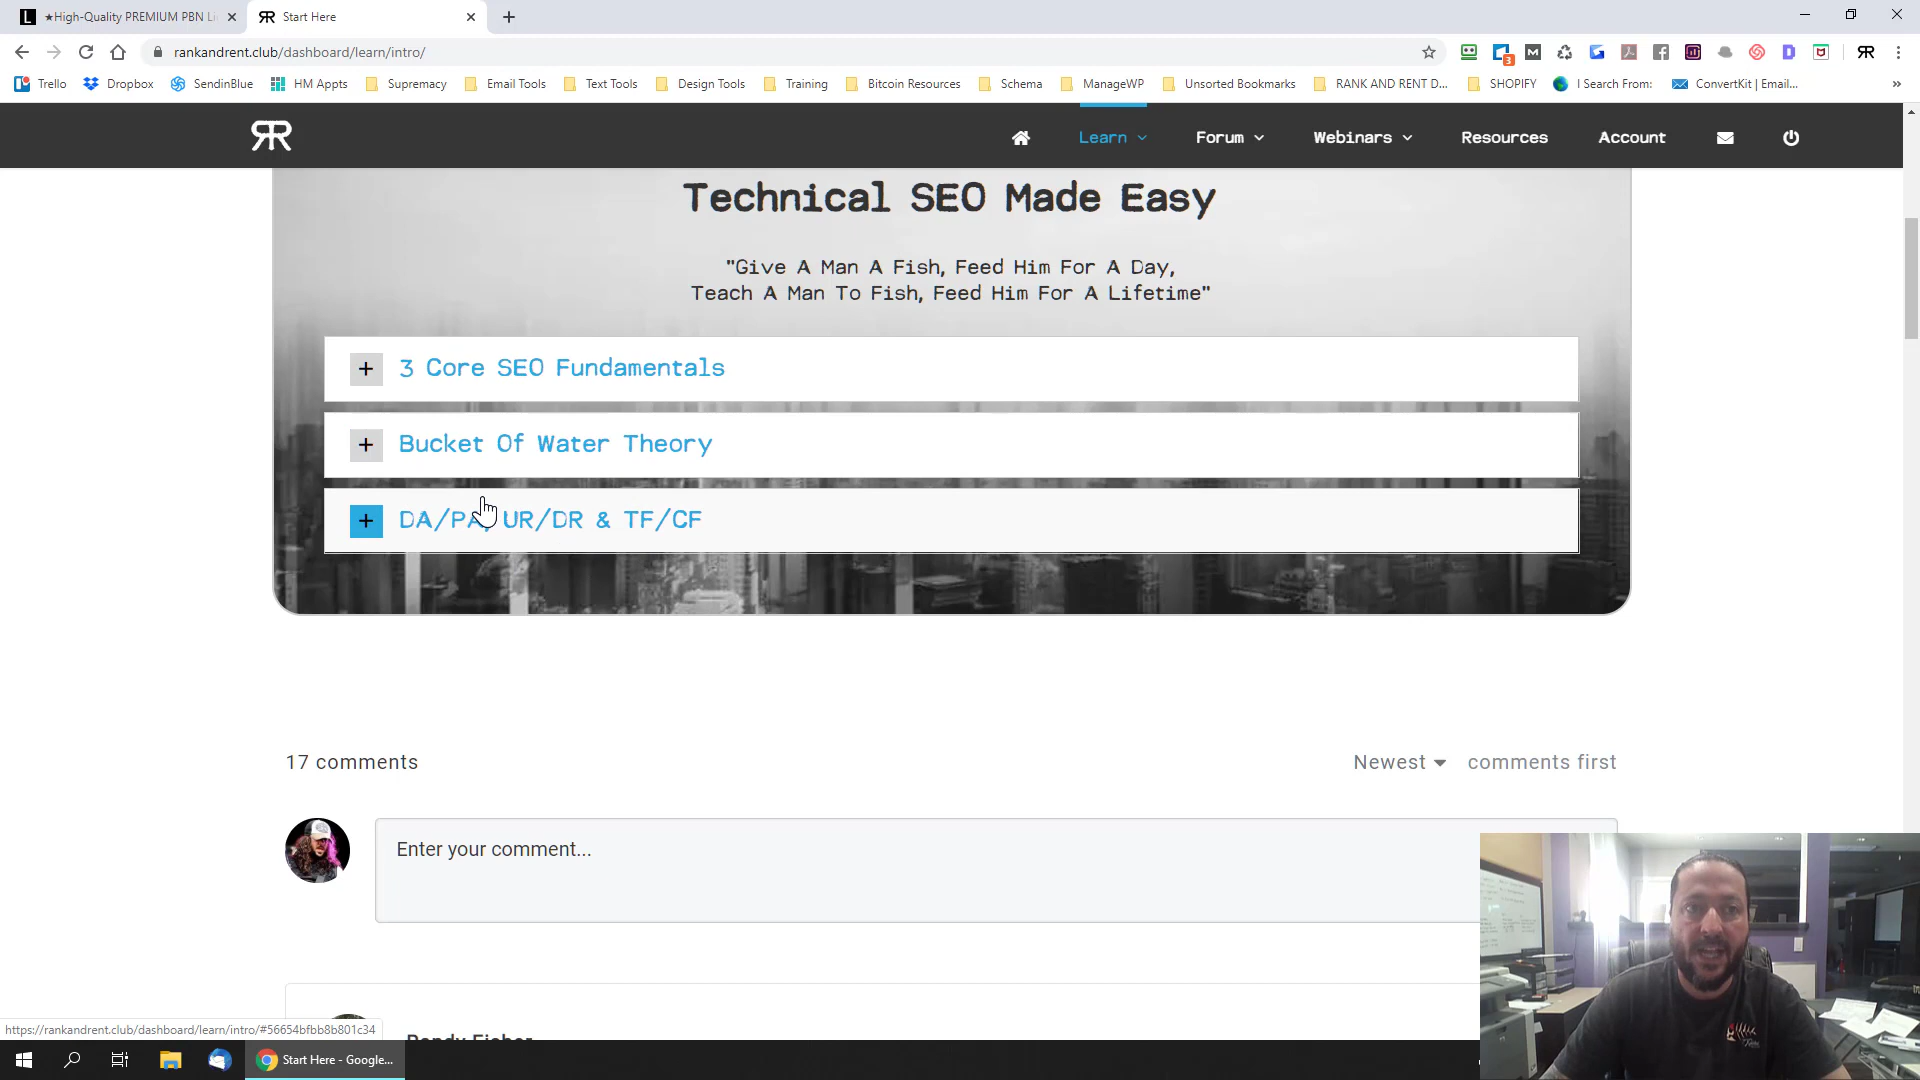 ★High-Quality PREMIUM PBN Li
Start Here
rankandrent.club/dashboard/learn/intro/
3
Trello
Dropbox
SendinBlue
HM Appts
Supremacy
Email Tools
Text Tools
Design Tools
Training
Bitcoin Resources
Schema
ManageWP
Unsorted Bookmarks
RANK AND RENT D...
SHOPIFY
I Search From:
ConvertKit | Email...
Learn
Forum
Webinars
Resources
Account
Technical SEO Made Easy
"Give A Man A Fish, Feed Him For A Day,
Teach A Man To Fish, Feed Him For A Lifetime"
3 Core SEO Fundamentals
Bucket Of Water Theory
DA/PA, UR/DR & TF/CF
17 comments
Newest
comments first
Enter your comment...
Randy Fisher
https://rankandrent.club/dashboard/learn/intro/#56654bfbb8b801c34
Start Here - Google...